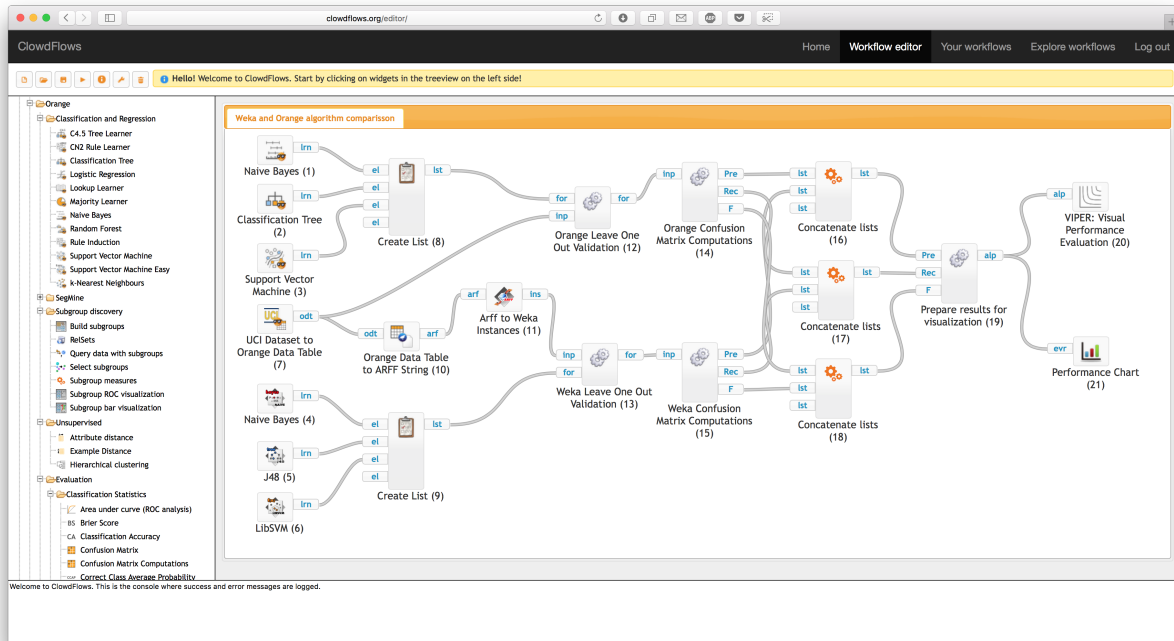 clowdflows.org/editor/
ABP
ClowdFlows
Home Workflow editor Your workflows Explore workflows Log out
Hello! Welcome to ClowdFlows. Start by clicking on widgets in the treeview on the left side!
Orange
Classification and Regression
C4.5 Tree Learner
CN2 Rule Learner
Classification Tree
Logistic Regression
Lookup Learner
Majority Learner
Naive Bayes
Random Forest
Rule Induction
Support Vector Machine
Support Vector Machine Easy
k-Nearest Neighbours
SegMine
Subgroup discovery
Build subgroups
RelSets
Query data with subgroups
Select subgroups
Subgroup measures
Subgroup ROC visualization
Subgroup bar visualization
Unsupervised
Attribute distance
Example Distance
Hierarchical clustering
Evaluation
Classification Statistics
Area under curve (ROC analysis)
BS Brier Score
CA Classification Accuracy
Confusion Matrix
Confusion Matrix Computations
Correct Class Average Probability
Weka and Orange algorithm comparisson
lrn
Naive Bayes (1)
lrn
Classification Tree
(2)
lrn
Support Vector
Machine (3)
UCI
odt
UCI Dataset to
Orange Data Table
(7)
lrn
Naive Bayes (4)
lrn
J48 (5)
lrn
LibSVM (6)
el
el
el
el
lst
Create List (8)
odt
arf
Orange Data Table
to ARFF String (10)
el
el
el
el
lst
Create List (9)
arf
ins
Arff to Weka
Instances (11)
for
inp
for
Orange Leave One
Out Validation (12)
inp
for
for
Weka Leave One Out
Validation (13)
inp
Pre
Rec
F
Orange Confusion
Matrix Computations
(14)
inp
Pre
Rec
F
Weka Confusion
Matrix Computations
(15)
lst
lst
lst
lst
Concatenate lists
(16)
lst
lst
lst
lst
Concatenate lists
(17)
lst
lst
lst
lst
Concatenate lists
(18)
Pre
Rec
F
alp
Prepare results for
visualization (19)
alp
VIPER: Visual
Performance
Evaluation (20)
evr
Performance Chart
(21)
Welcome to ClowdFlows. This is the console where success and error messages are logged.